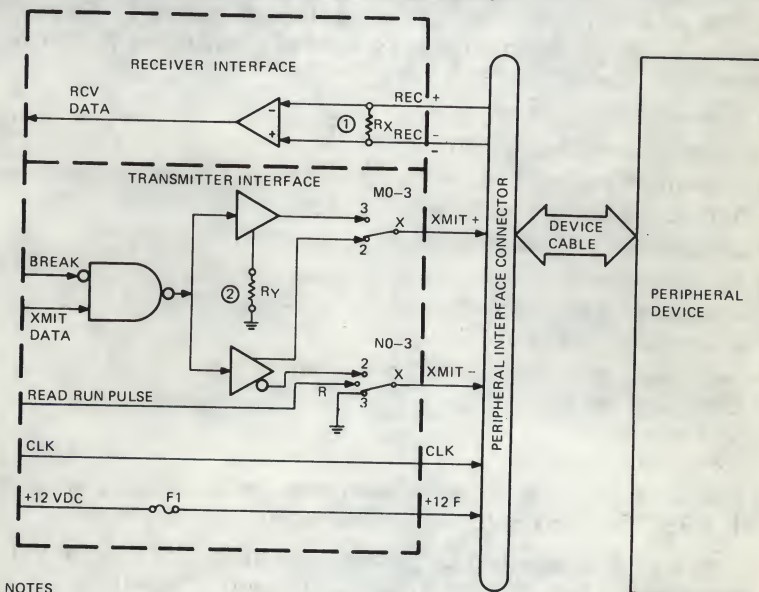 RECEIVER INTERFACE
RCV
DATA
REC +
REC -
-
+
-
①
RX
TRANSMITTER INTERFACE
M0-3
3
X
2
XMIT +
BREAK
②
RY
XMIT
DATA
N0-3
2
X
R
3
XMIT -
READ RUN PULSE
CLK
CLK
+12 VDC
F1
+12 F
PERIPHERAL INTERFACE CONNECTOR
DEVICE
CABLE
PERIPHERAL
DEVICE
NOTES